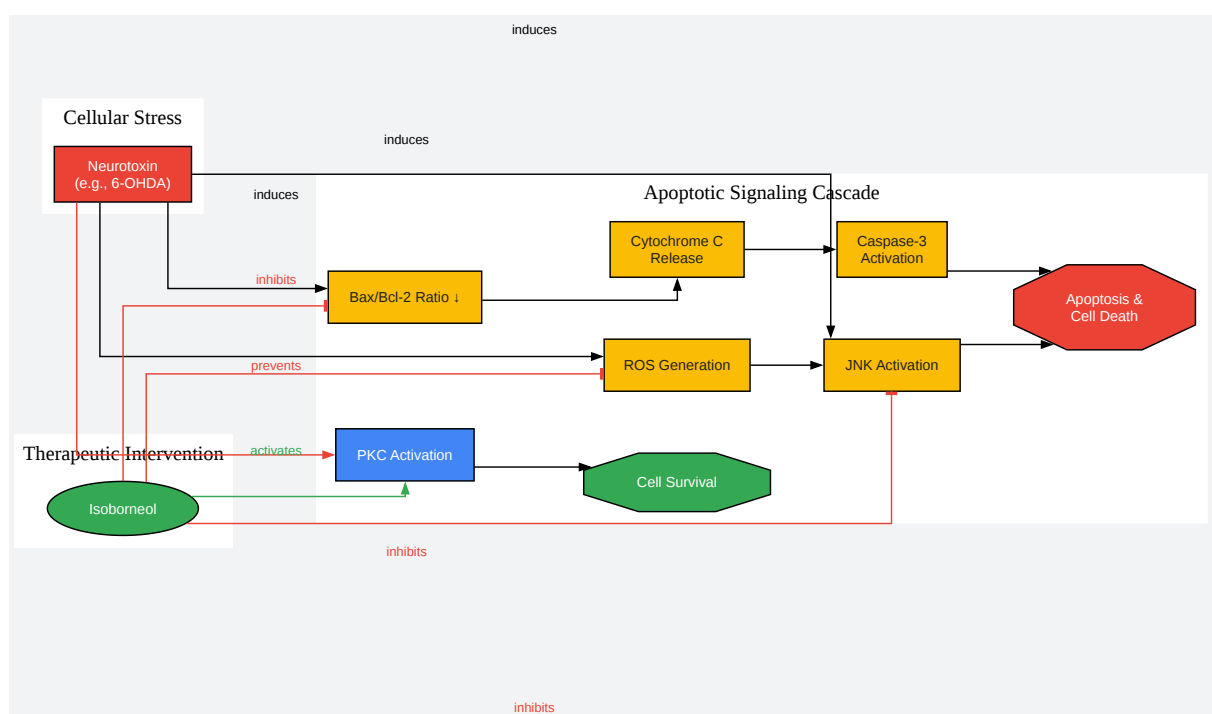 induces
Cellular Stress
induces
Neurotoxin
(e.g., 6-OHDA)
induces
Apoptotic Signaling Cascade
Cytochrome C
Release
Caspase-3
Activation
inhibits
Bax/Bcl-2 Ratio ↓
Apoptosis &
Cell Death
prevents
ROS Generation
JNK Activation
Therapeutic Intervention
activates
PKC Activation
Cell Survival
Isoborneol
inhibits
inhibits